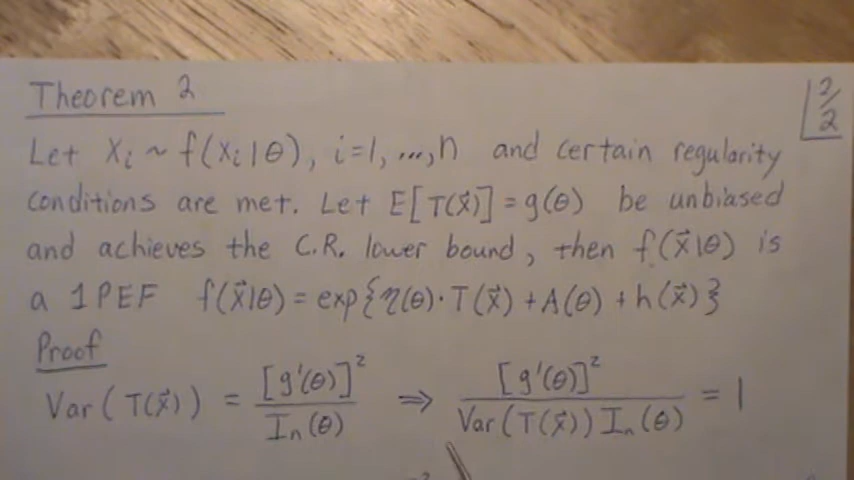 Theorem 2
2/2
Let Xᵢ ~ f(xᵢ|θ), i=1, ..., n and certain regularity
conditions are met. Let E[T(x⃗)] = g(θ) be unbiased
and achieves the C.R. lower bound, then f(x⃗|θ) is
a 1PEF f(x⃗|θ) = exp{η(θ)·T(x⃗) + A(θ) + h(x⃗)}
Proof
Var(T(x⃗)) = [g'(θ)]² / Iₙ(θ) ⇒ [g'(θ)]² / Var(T(x⃗)) Iₙ(θ) = 1